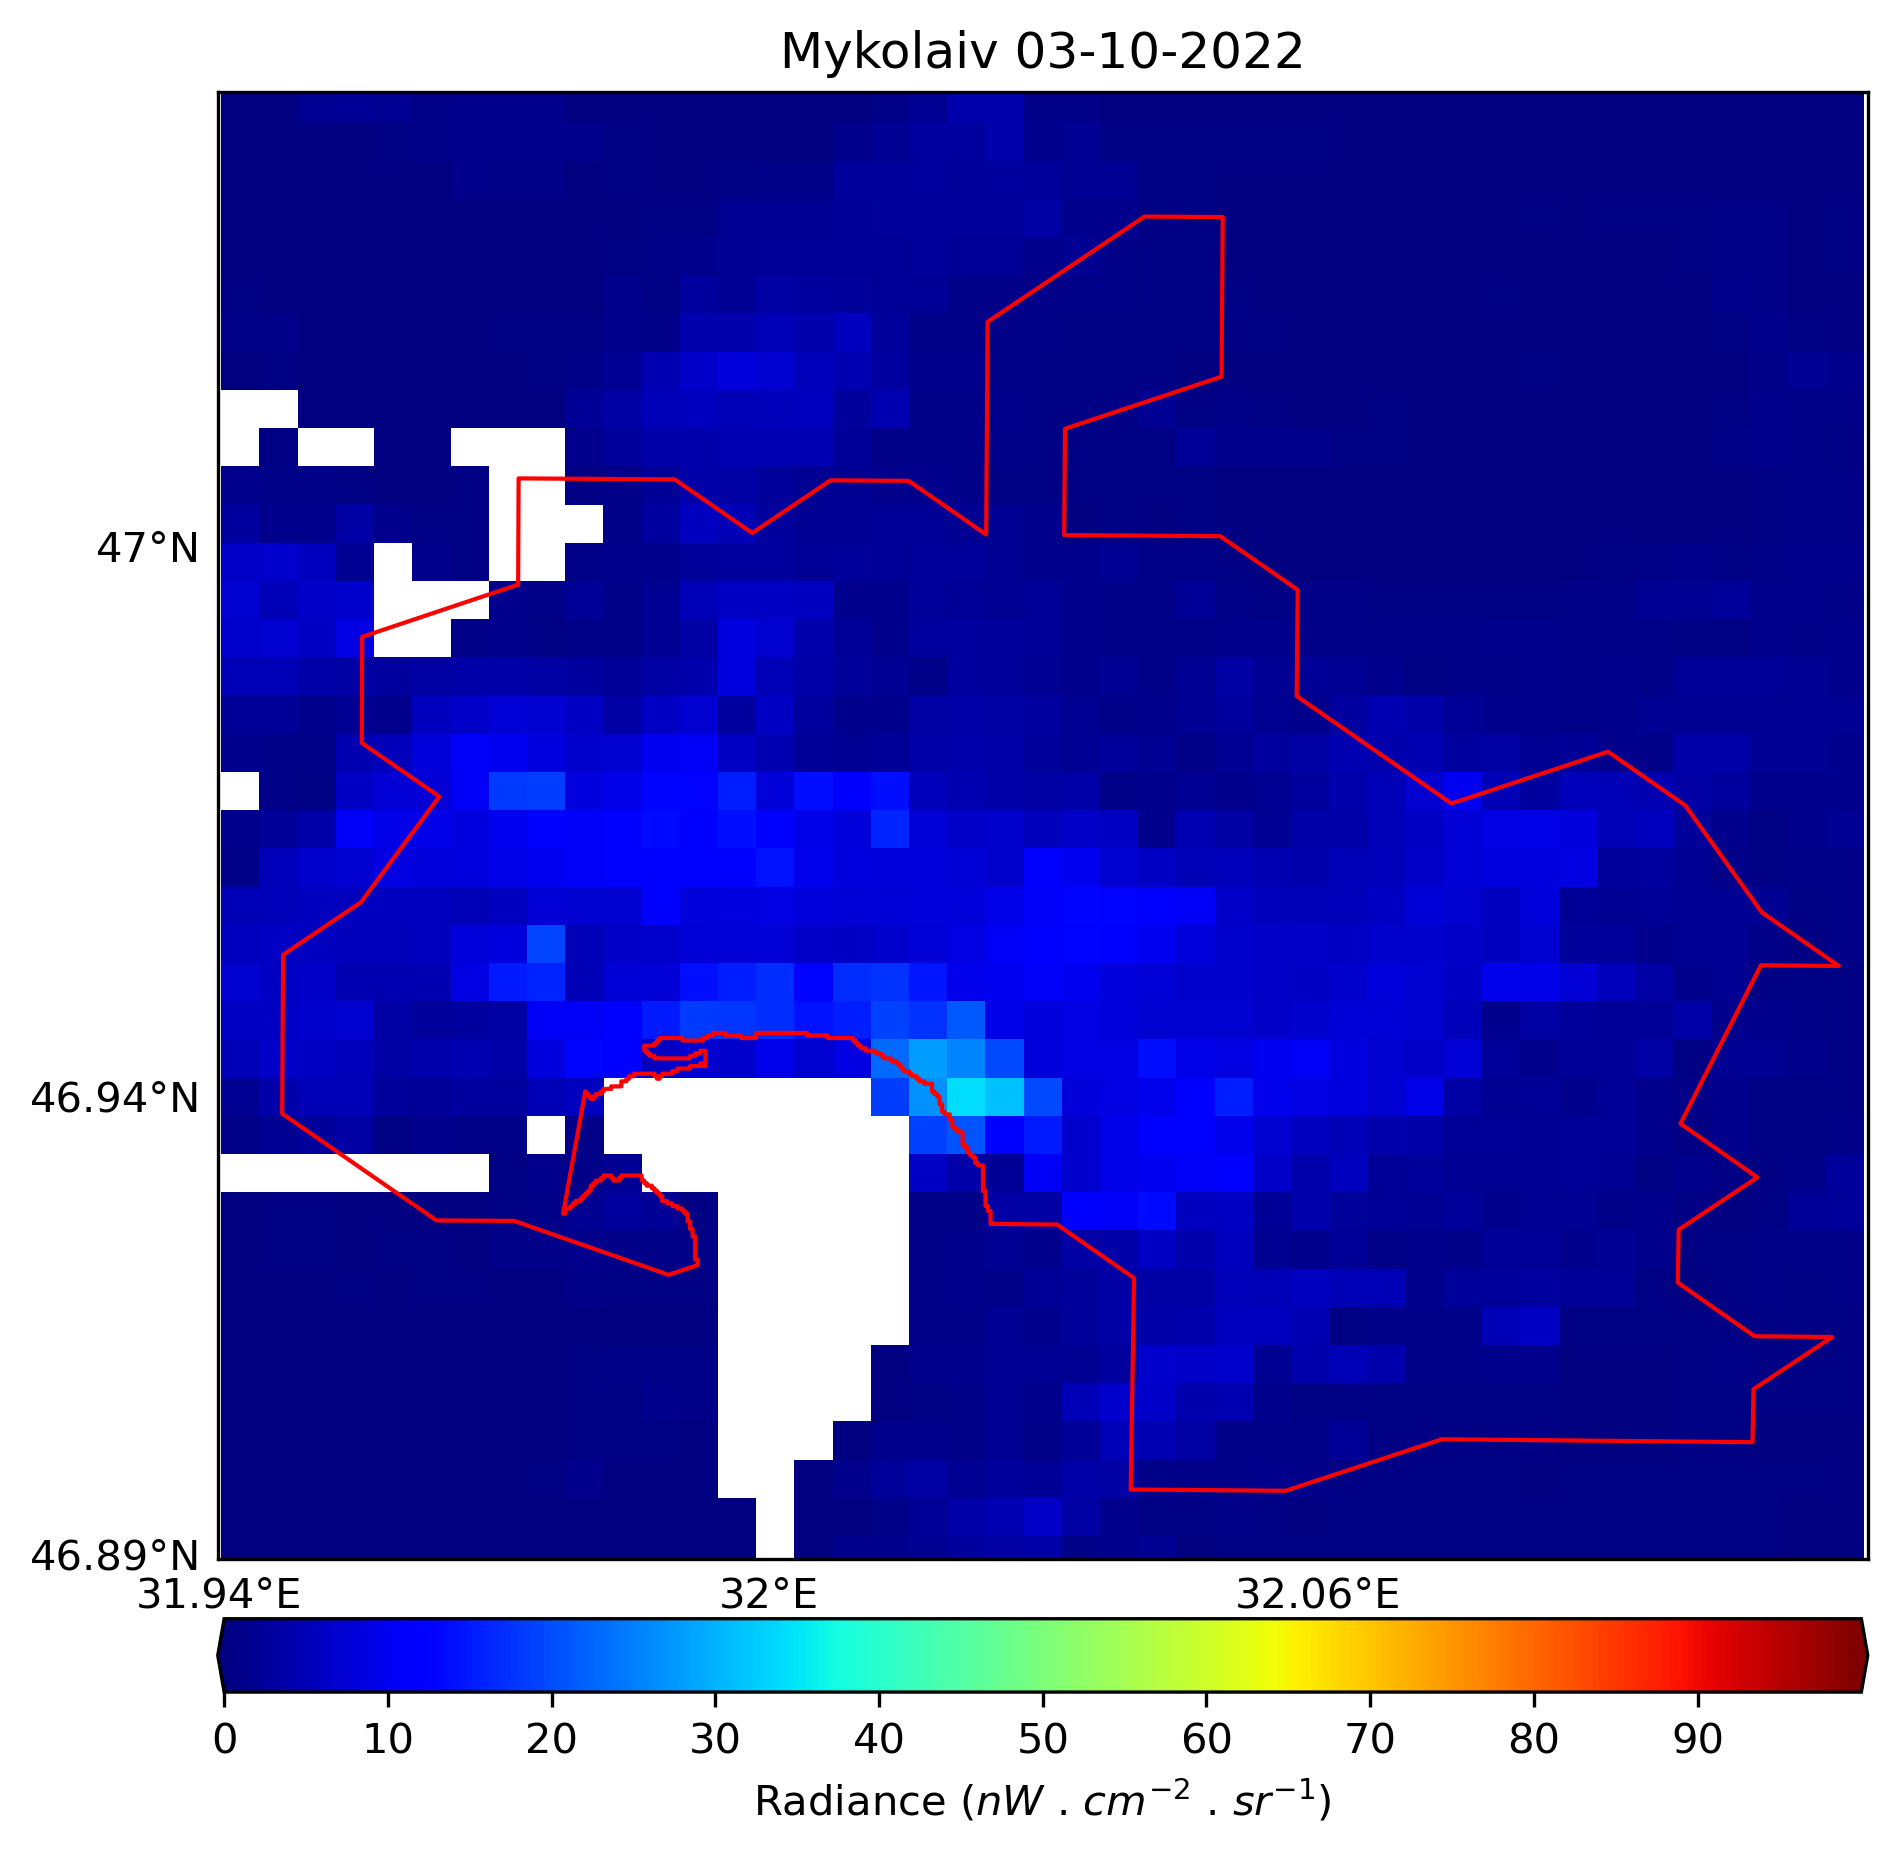 Mykolaiv 03-10-2022
47°N
46.94°N
46.89°N
31.94°E 32°E 32.06°E
0 10 20 30 40 50 60 70 80 90
Radiance (nW . cm⁻² . sr⁻¹)